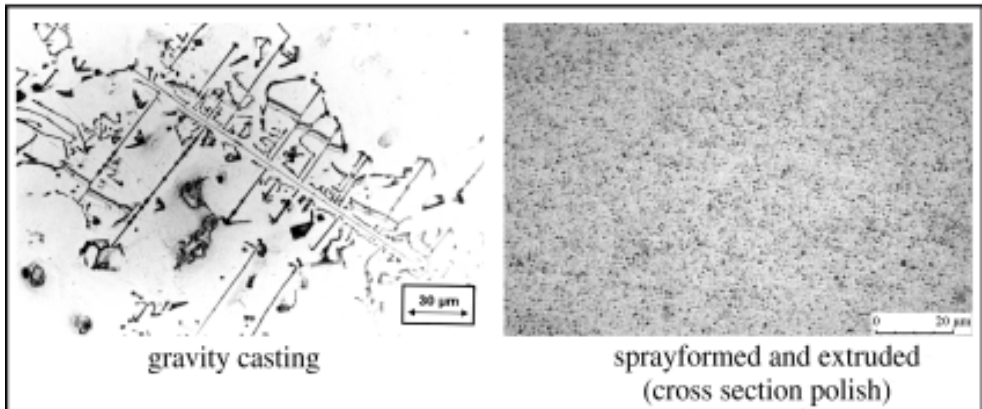 30 μm
0 20 μm
gravity casting
sprayformed and extruded
(cross section polish)